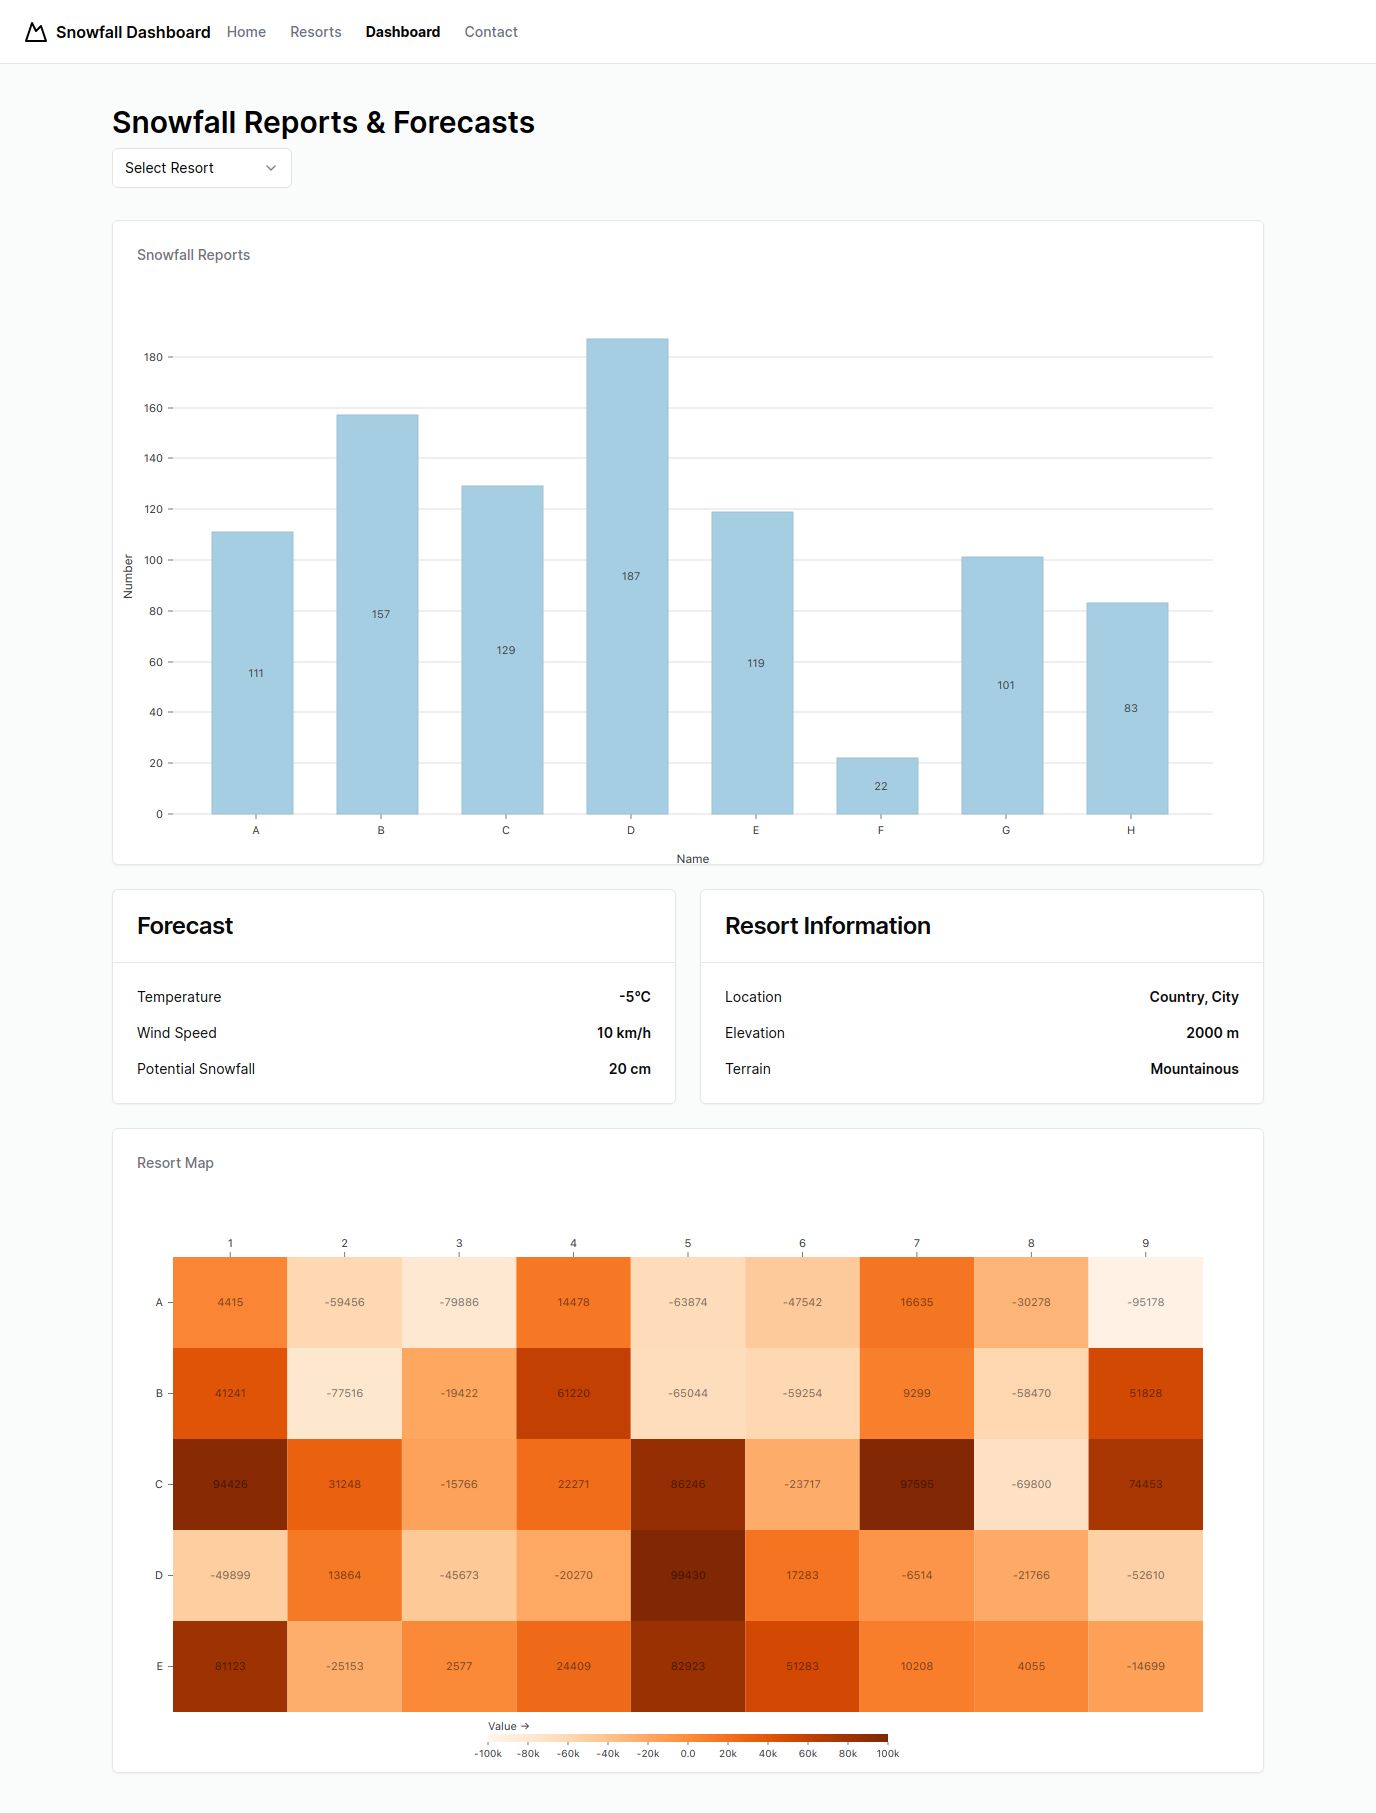 Snowfall Dashboard Home Resorts Dashboard Contact
Snowfall Reports & Forecasts
Select Resort
Snowfall Reports
180
160
140
120
100
80
60
40
20
0
Number
111 157 129 187 119 22 101 83
A B C D E F G H
Name
Forecast
Temperature -5°C
Wind Speed 10 km/h
Potential Snowfall 20 cm
Resort Information
Location Country, City
Elevation 2000 m
Terrain Mountainous
Resort Map
1 2 3 4 5 6 7 8 9
A 4415 -59456 -79886 14478 -63874 -47542 16635 -30278 -95178
B 41241 -77516 -19422 61220 -65044 -59254 9299 -58470 51828
C 94426 31248 -15766 22271 86246 -23717 97595 -69800 74453
D -49899 13864 -45673 -20270 99430 17283 -6514 -21766 -52610
E 81123 -25153 2577 24409 82923 51283 10208 4055 -14699
Value →
-100k -80k -60k -40k -20k 0.0 20k 40k 60k 80k 100k